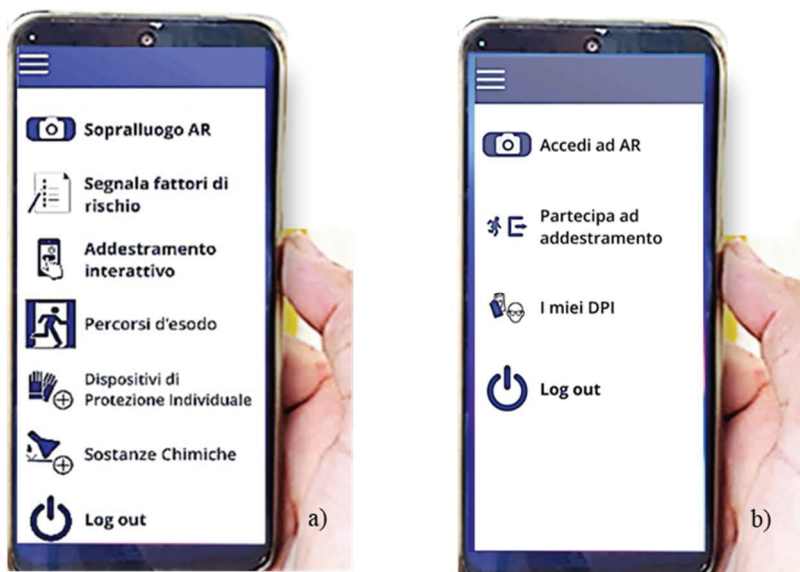 Sopralluogo AR
Segnala fattori di
rischio
Addestramento
interattivo
Percorsi d'esodo
Dispositivi di
Protezione Individuale
Sostanze Chimiche
Log out
a)
Accedi ad AR
Partecipa ad
addestramento
I miei DPI
Log out
b)